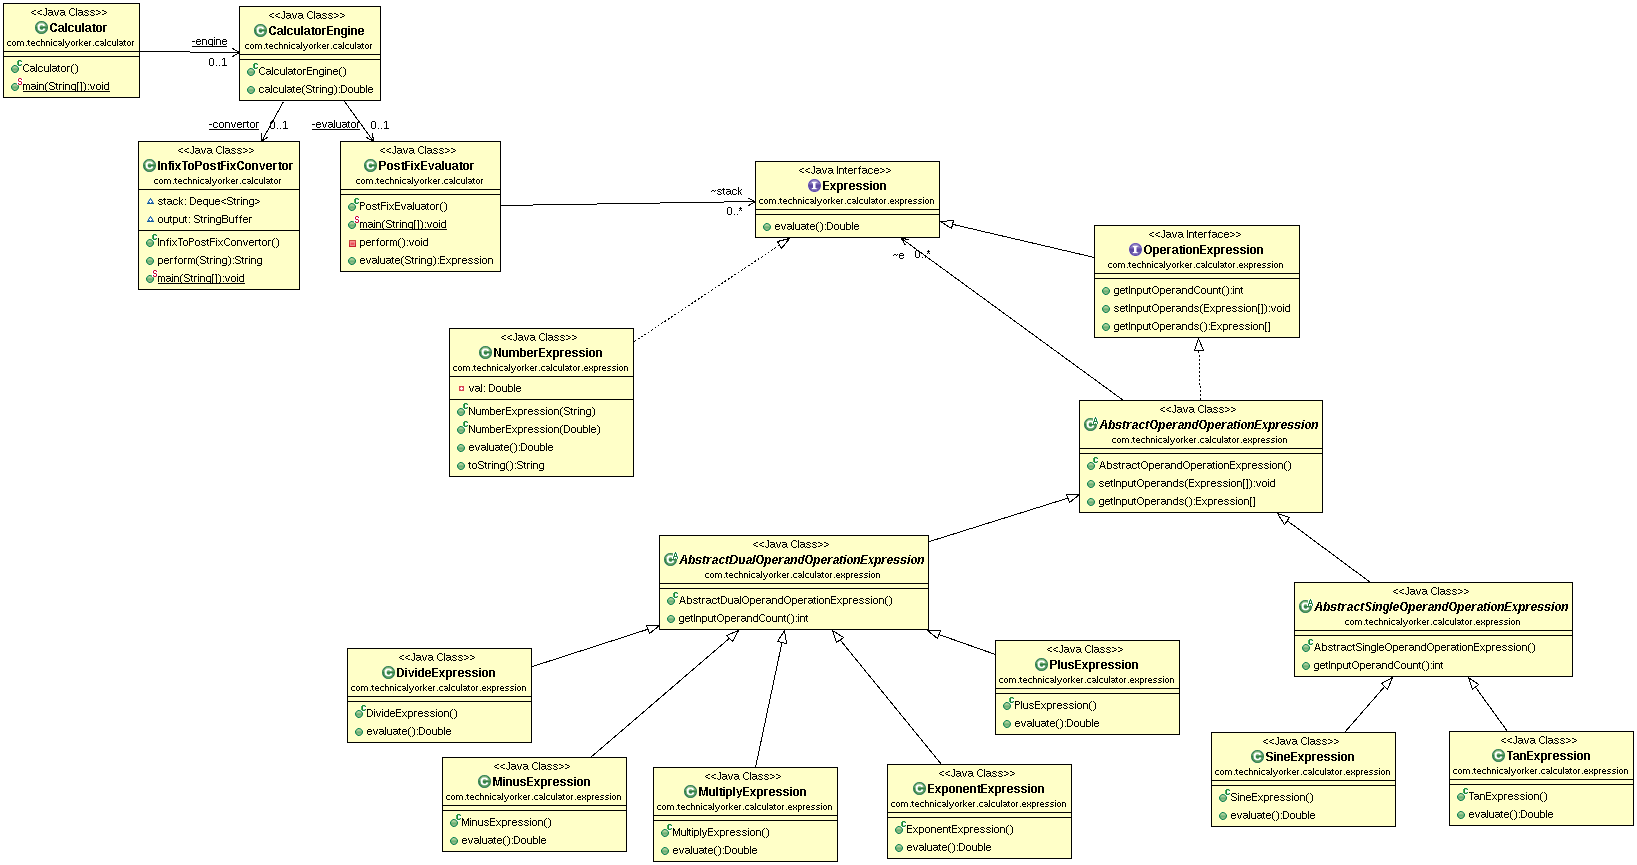 <<Java Class>>
Calculator
com.technicalyorker.calculator
Calculator()
main(String[]):void
-engine
0..1
<<Java Class>>
CalculatorEngine
com.technicalyorker.calculator
CalculatorEngine()
calculate(String):Double
-convertor
0..1
-evaluator
0..1
<<Java Class>>
InfixToPostFixConvertor
com.technicalyorker.calculator
stack: Deque<String>
output: StringBuffer
InfixToPostFixConvertor()
perform(String):String
main(String[]):void
<<Java Class>>
PostFixEvaluator
com.technicalyorker.calculator
PostFixEvaluator()
main(String[]):void
perform():void
evaluate(String):Expression
~stack
0..*
<<Java Interface>>
Expression
com.technicalyorker.calculator.expression
evaluate():Double
~e
0..*
<<Java Interface>>
OperationExpression
com.technicalyorker.calculator.expression
getInputOperandCount():int
setInputOperands(Expression[]):void
getInputOperands():Expression[]
<<Java Class>>
NumberExpression
com.technicalyorker.calculator.expression
val: Double
NumberExpression(String)
NumberExpression(Double)
evaluate():Double
toString():String
<<Java Class>>
AbstractOperandOperationExpression
com.technicalyorker.calculator.expression
AbstractOperandOperationExpression()
setInputOperands(Expression[]):void
getInputOperands():Expression[]
<<Java Class>>
AbstractDualOperandOperationExpression
com.technicalyorker.calculator.expression
AbstractDualOperandOperationExpression()
getInputOperandCount():int
<<Java Class>>
AbstractSingleOperandOperationExpression
com.technicalyorker.calculator.expression
AbstractSingleOperandOperationExpression()
getInputOperandCount():int
<<Java Class>>
DivideExpression
com.technicalyorker.calculator.expression
DivideExpression()
evaluate():Double
<<Java Class>>
PlusExpression
com.technicalyorker.calculator.expression
PlusExpression()
evaluate():Double
<<Java Class>>
MinusExpression
com.technicalyorker.calculator.expression
MinusExpression()
evaluate():Double
<<Java Class>>
MultiplyExpression
com.technicalyorker.calculator.expression
MultiplyExpression()
evaluate():Double
<<Java Class>>
ExponentExpression
com.technicalyorker.calculator.expression
ExponentExpression()
evaluate():Double
<<Java Class>>
SineExpression
com.technicalyorker.calculator.expression
SineExpression()
evaluate():Double
<<Java Class>>
TanExpression
com.technicalyorker.calculator.expression
TanExpression()
evaluate():Double